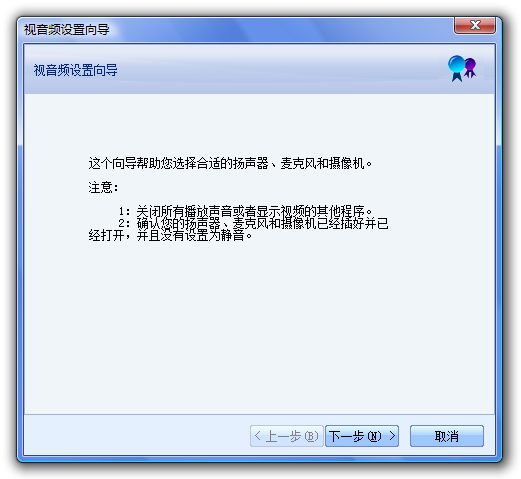 视音频设置向导
视音频设置向导
这个向导帮助您选择合适的扬声器、麦克风和摄像机。
注意：
1：关闭所有播放声音或者显示视频的其他程序。
2：确认您的扬声器、麦克风和摄像机已经插好并已
经打开，并且没有设置为静音。
< 上一步(B) 下一步(N) > 取消